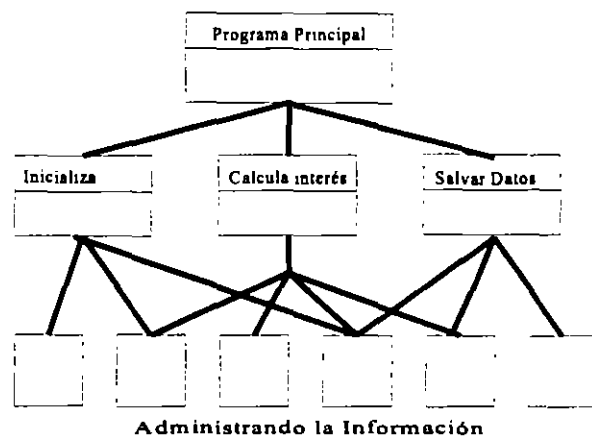 Programa Principal
Inicializa
Calcula interés
Salvar Datos
Administrando la Información